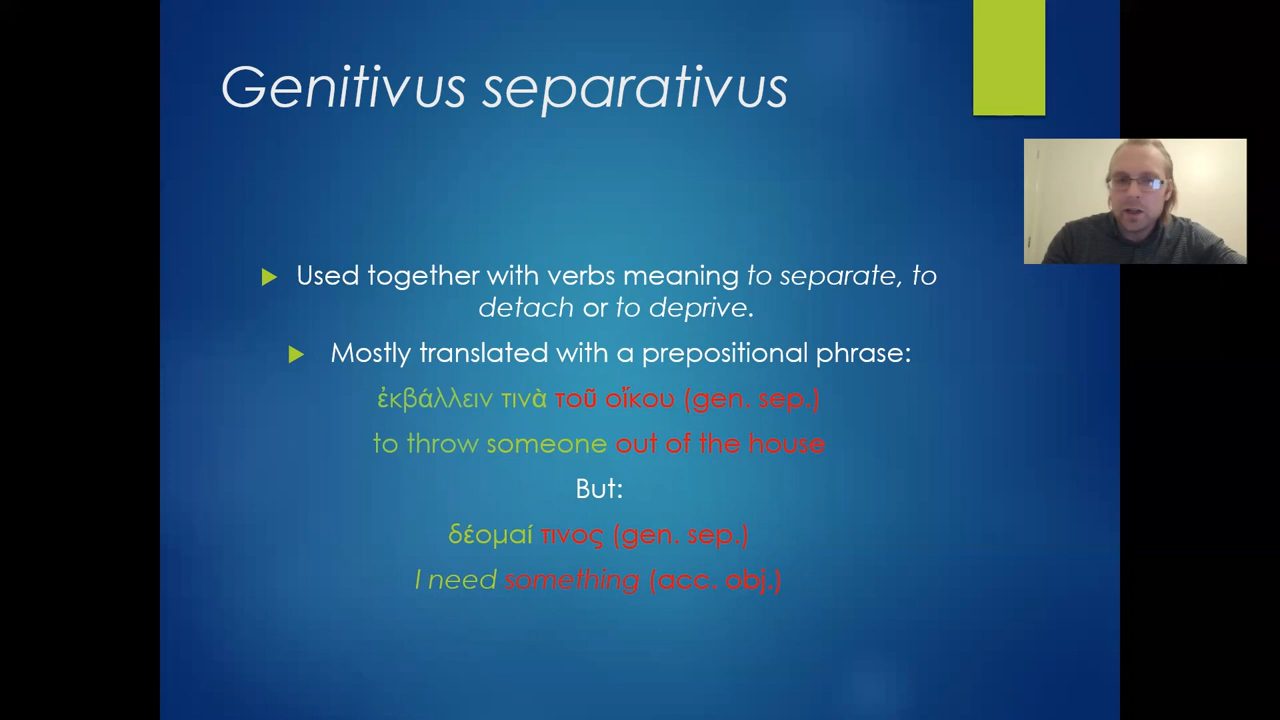 Genitivus separativus
Used together with verbs meaning to separate, to
detach or to deprive.
Mostly translated with a prepositional phrase:
ἐκβάλλειν τινὰ τοῦ οἴκου (gen. sep.)
to throw someone out of the house
But:
δέομαί τινος (gen. sep.)
I need something (acc. obj.)